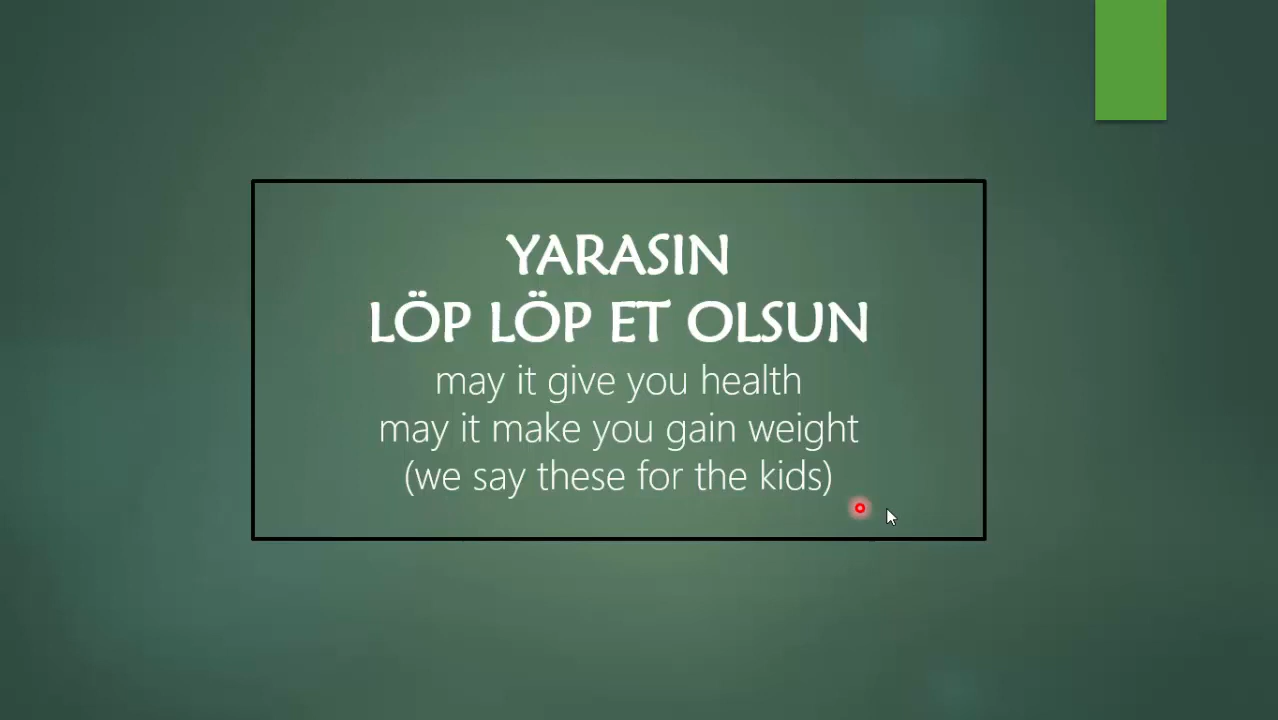 YARASIN
LÖP LÖP ET OLSUN
may it give you health
may it make you gain weight
(we say these for the kids)